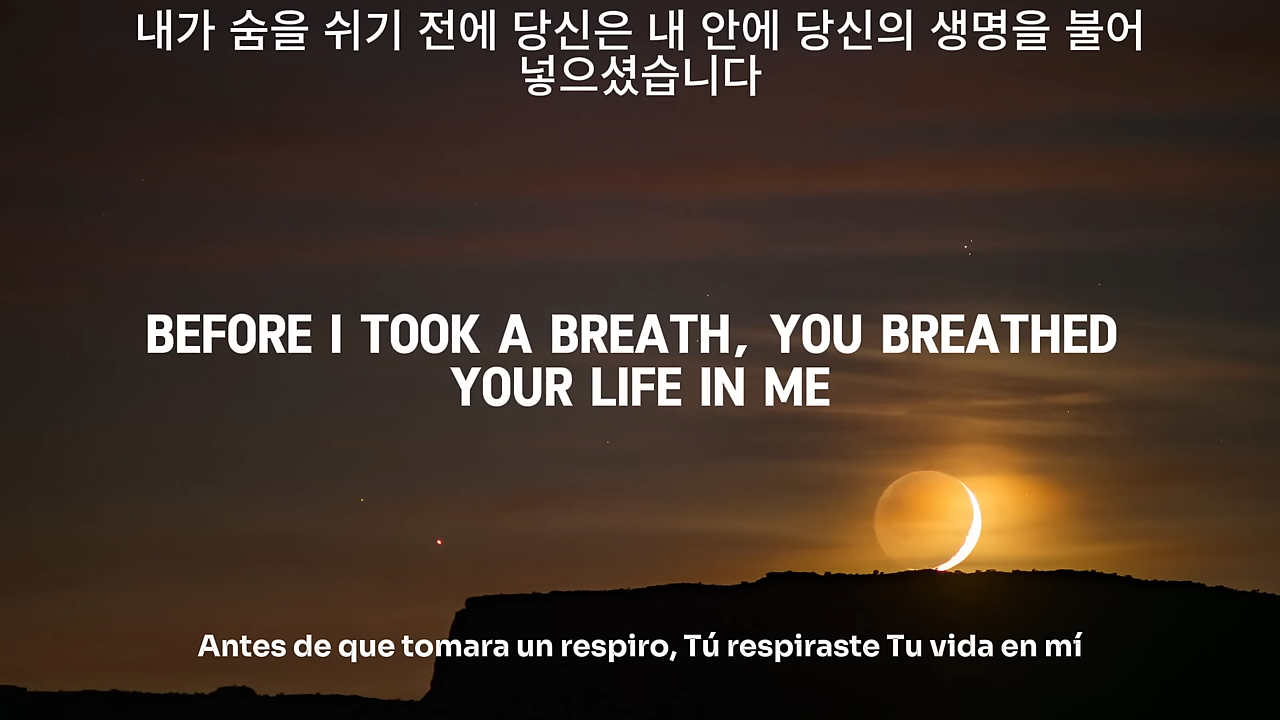 내가 숨을 쉬기 전에 당신은 내 안에 당신의 생명을 불어
넣으셨습니다
BEFORE I TOOK A BREATH, YOU BREATHED
YOUR LIFE IN ME
Antes de que tomara un respiro, Tú respiraste Tu vida en mí